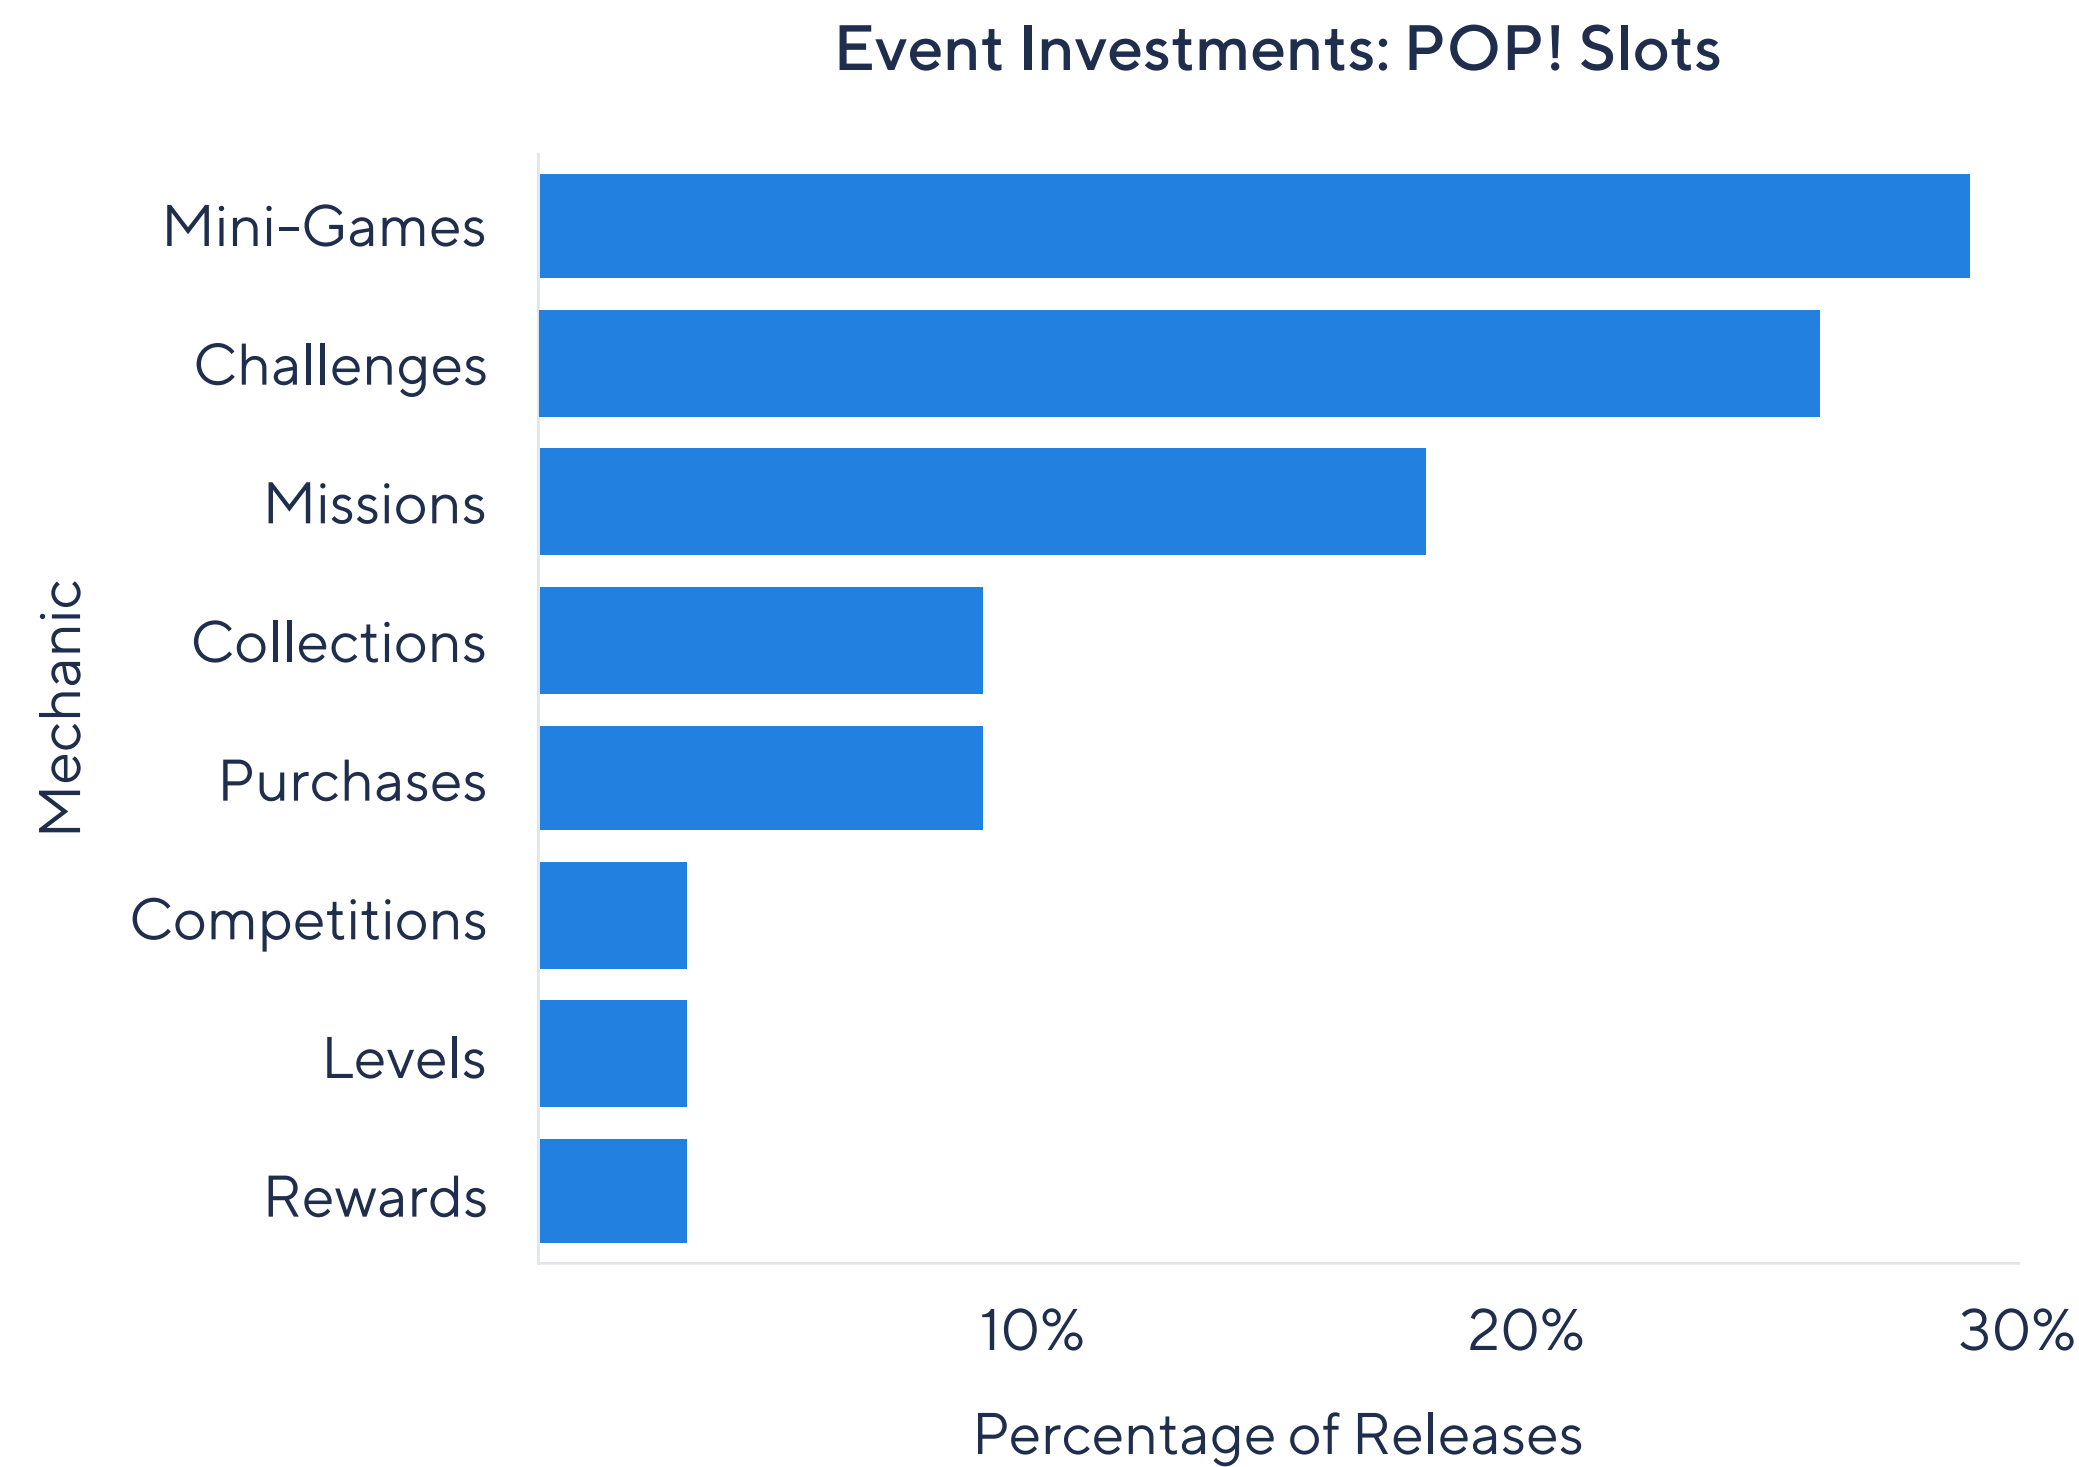 Event Investments: POP! Slots
Mechanic
Mini-Games
Challenges
Missions
Collections
Purchases
Competitions
Levels
Rewards
10% 20% 30%
Percentage of Releases